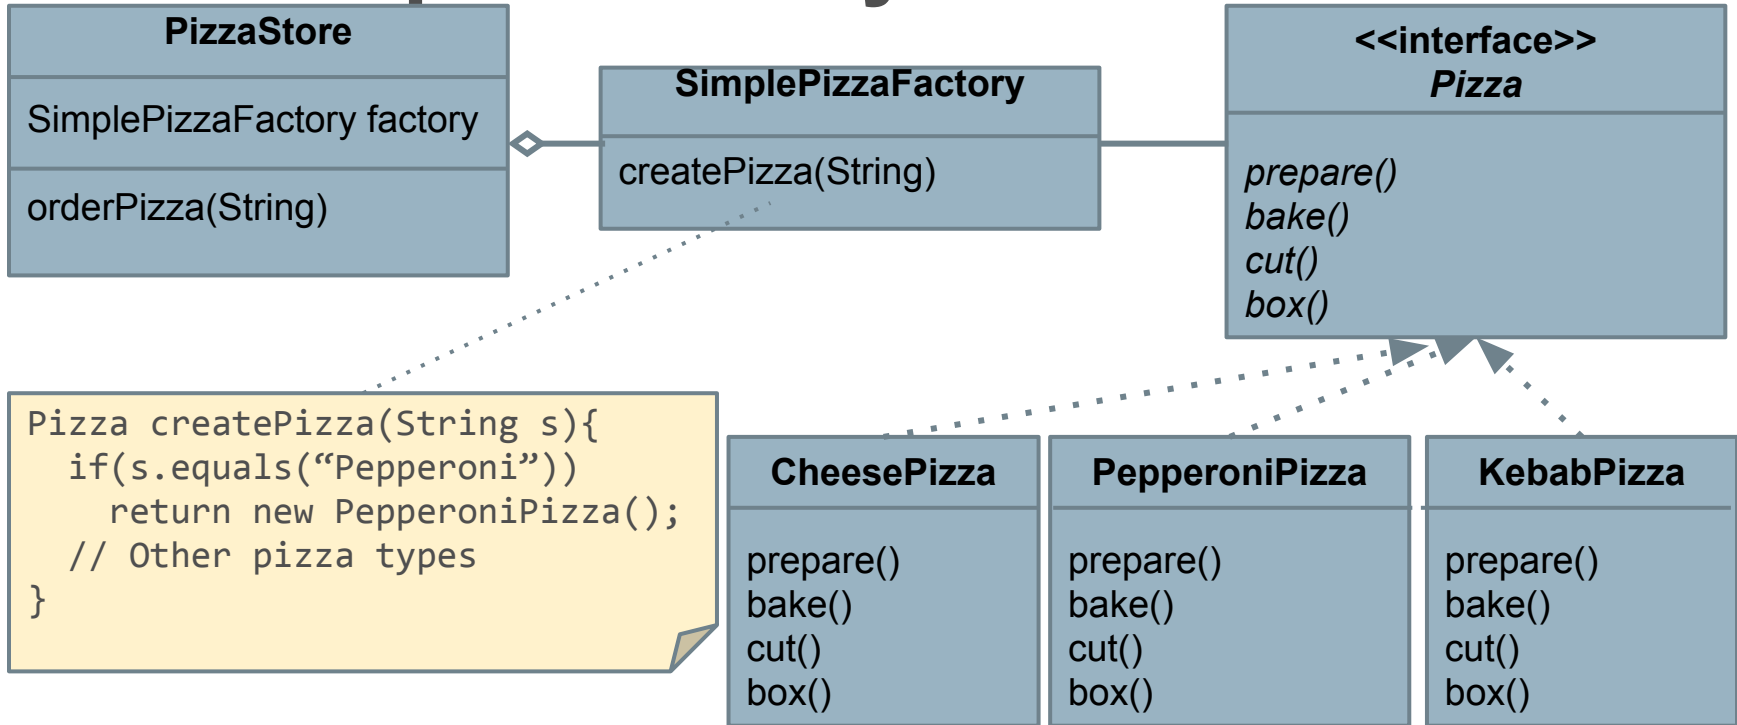 PizzaStore
SimplePizzaFactory factory
orderPizza(String)
SimplePizzaFactory
createPizza(String)
<<interface>>
Pizza
prepare()
bake()
cut()
box()
Pizza createPizza(String s){
if(s.equals(“Pepperoni”))
return new PepperoniPizza();
// Other pizza types
}
CheesePizza
prepare()
bake()
cut()
box()
PepperoniPizza
prepare()
bake()
cut()
box()
KebabPizza
prepare()
bake()
cut()
box()